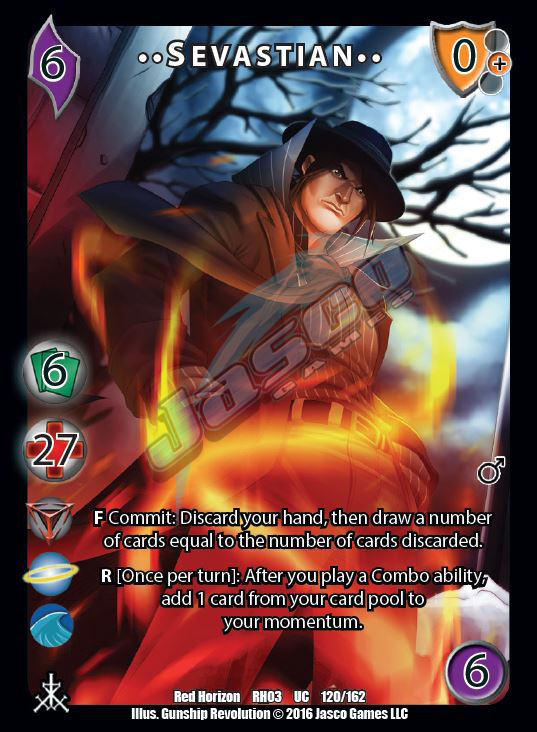 6
••SEVASTIAN••
0
+
Jasco
GAMES
6
27
F Commit: Discard your hand, then draw a number
of cards equal to the number of cards discarded.
R [Once per turn]: After you play a Combo ability,
add 1 card from your card pool to
your momentum.
6
Red Horizon RH03 UC 120/162
Illus. Gunship Revolution © 2016 Jasco Games LLC